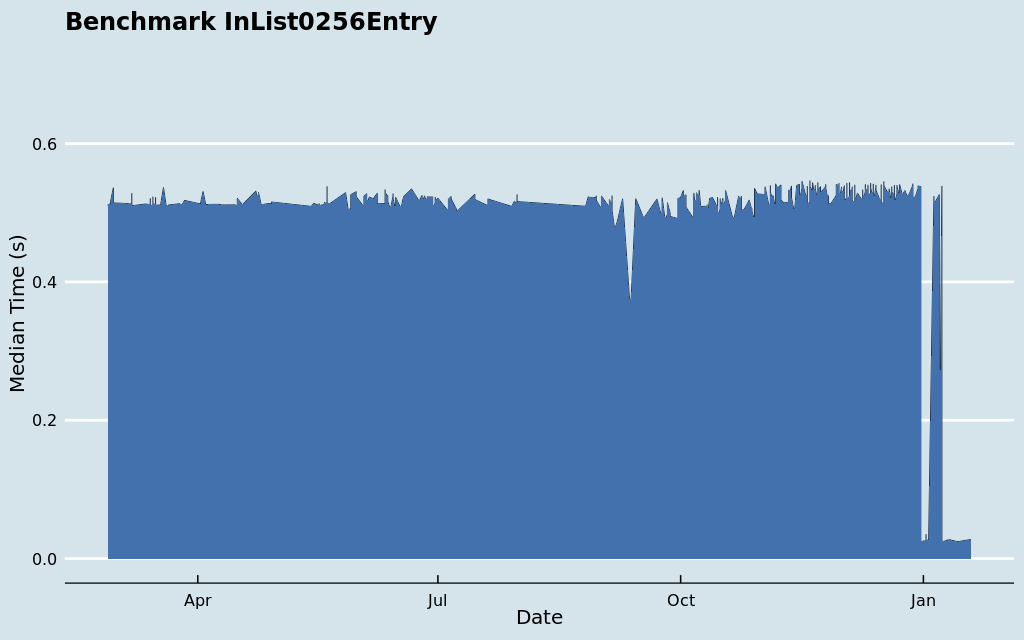 Benchmark InList0256Entry
0.6
0.4
0.2
0.0
Median Time (s)
Apr
Jul
Oct
Jan
Date